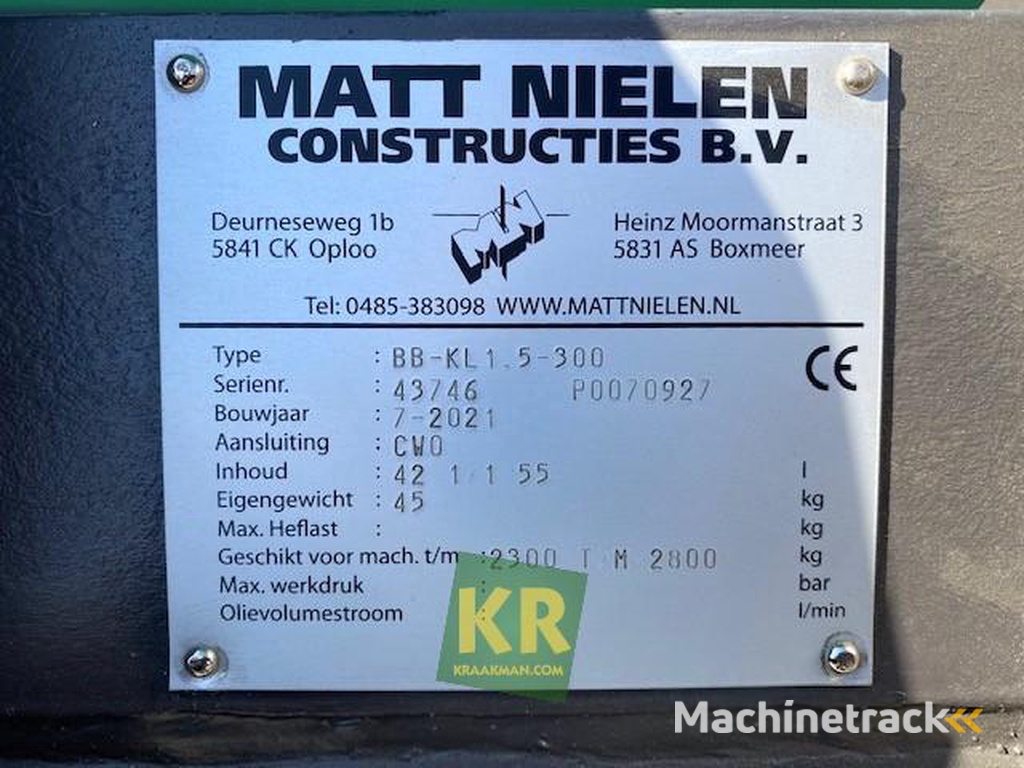 MATT NIELEN
CONSTRUCTIES B.V.
Deurneseweg 1b
5841 CK Oploo
Heinz Moormanstraat 3
5831 AS Boxmeer
Tel: 0485-383098 WWW.MATTNIELEN.NL
Type : BB-KL1.5-300
CE
Serienr. : 43746 P0070927
Bouwjaar : 7-2021
Aansluiting : CW0
Inhoud : 42 1/1 55 l
Eigengewicht : 45 kg
Max. Heflast : kg
Geschikt voor mach. t/m :2300 T/M 2800 kg
Max. werkdruk : bar
Olievolumestroom : l/min
KR
KRAAKMAN.COM
Machinetrack